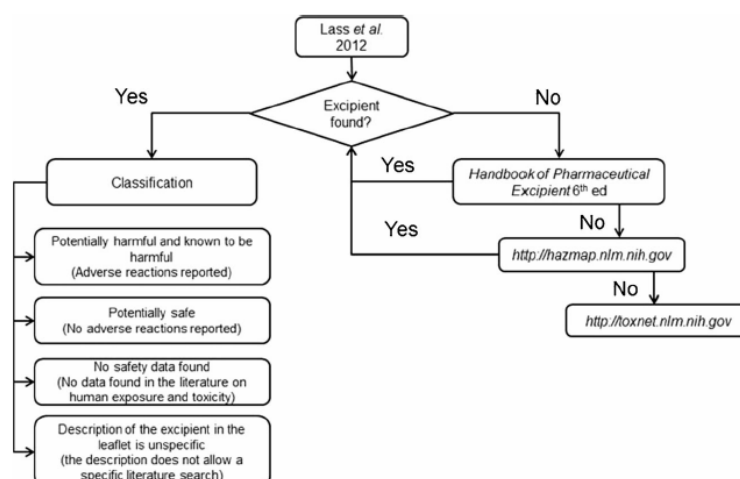 Lass et al.
2012
Yes
Excipient
found?
No
Classification
Yes
Handbook of Pharmaceutical
Excipient 6th ed
No
Potentially harmful and known to be
harmful
(Adverse reactions reported)
Yes
http://hazmap.nlm.nih.gov
No
Potentially safe
(No adverse reactions reported)
http://toxnet.nlm.nih.gov
No safety data found
(No data found in the literature on
human exposure and toxicity)
Description of the excipient in the
leaflet is unspecific
(the description does not allow a
specific literature search)